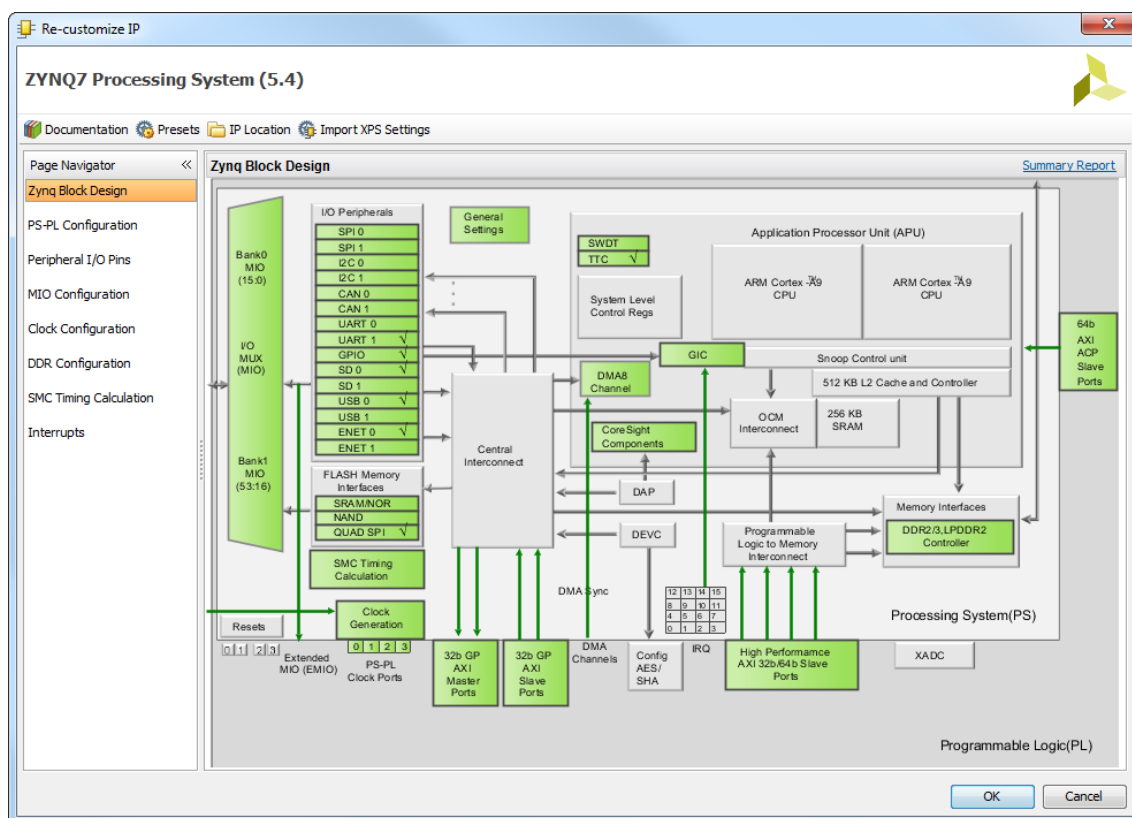 Re-customize IP
ZYNQ7 Processing System (5.4)
Documentation Presets IP Location Import XPS Settings
Page Navigator «
Zynq Block Design
PS-PL Configuration
Peripheral I/O Pins
MIO Configuration
Clock Configuration
DDR Configuration
SMC Timing Calculation
Interrupts
Zynq Block Design
Summary Report
Bank0
MIO
(15:0)
I/O
MUX
(MIO)
Bank1
MIO
(53:16)
I/O Peripherals
SPI 0
SPI 1
I2C 0
I2C 1
CAN 0
CAN 1
UART 0
UART 1 √
GPIO √
SD 0 √
SD 1
USB 0 √
USB 1
ENET 0 √
ENET 1
FLASH Memory
Interfaces
SRAM/NOR
NAND
QUAD SPI √
SMC Timing
Calculation
General
Settings
Application Processor Unit (APU)
SWDT
TTC √
System Level
Control Regs
ARM Cortex -A9
CPU
ARM Cortex -A9
CPU
GIC
Snoop Control unit
512 KB L2 Cache and Controller
DMA8
Channel
OCM
Interconnect
256 KB
SRAM
CoreSight
Components
Central
Interconnect
DAP
DEVC
Programmable
Logic to Memory
Interconnect
Memory Interfaces
DDR2/3,LPDDR2
Controller
64b
AXI
ACP
Slave
Ports
DMA Sync
12 13 14 15
8 9 10 11
4 5 6 7
0 1 2 3
Processing System(PS)
Clock
Generation
Resets
0 1 2 3
Extended
MIO (EMIO)
0 1 2 3
PS-PL
Clock Ports
32b GP
AXI
Master
Ports
32b GP
AXI
Slave
Ports
DMA
Channels
Config
AES/
SHA
IRQ
High Performamce
AXI 32b/64b Slave
Ports
XADC
Programmable Logic(PL)
OK
Cancel